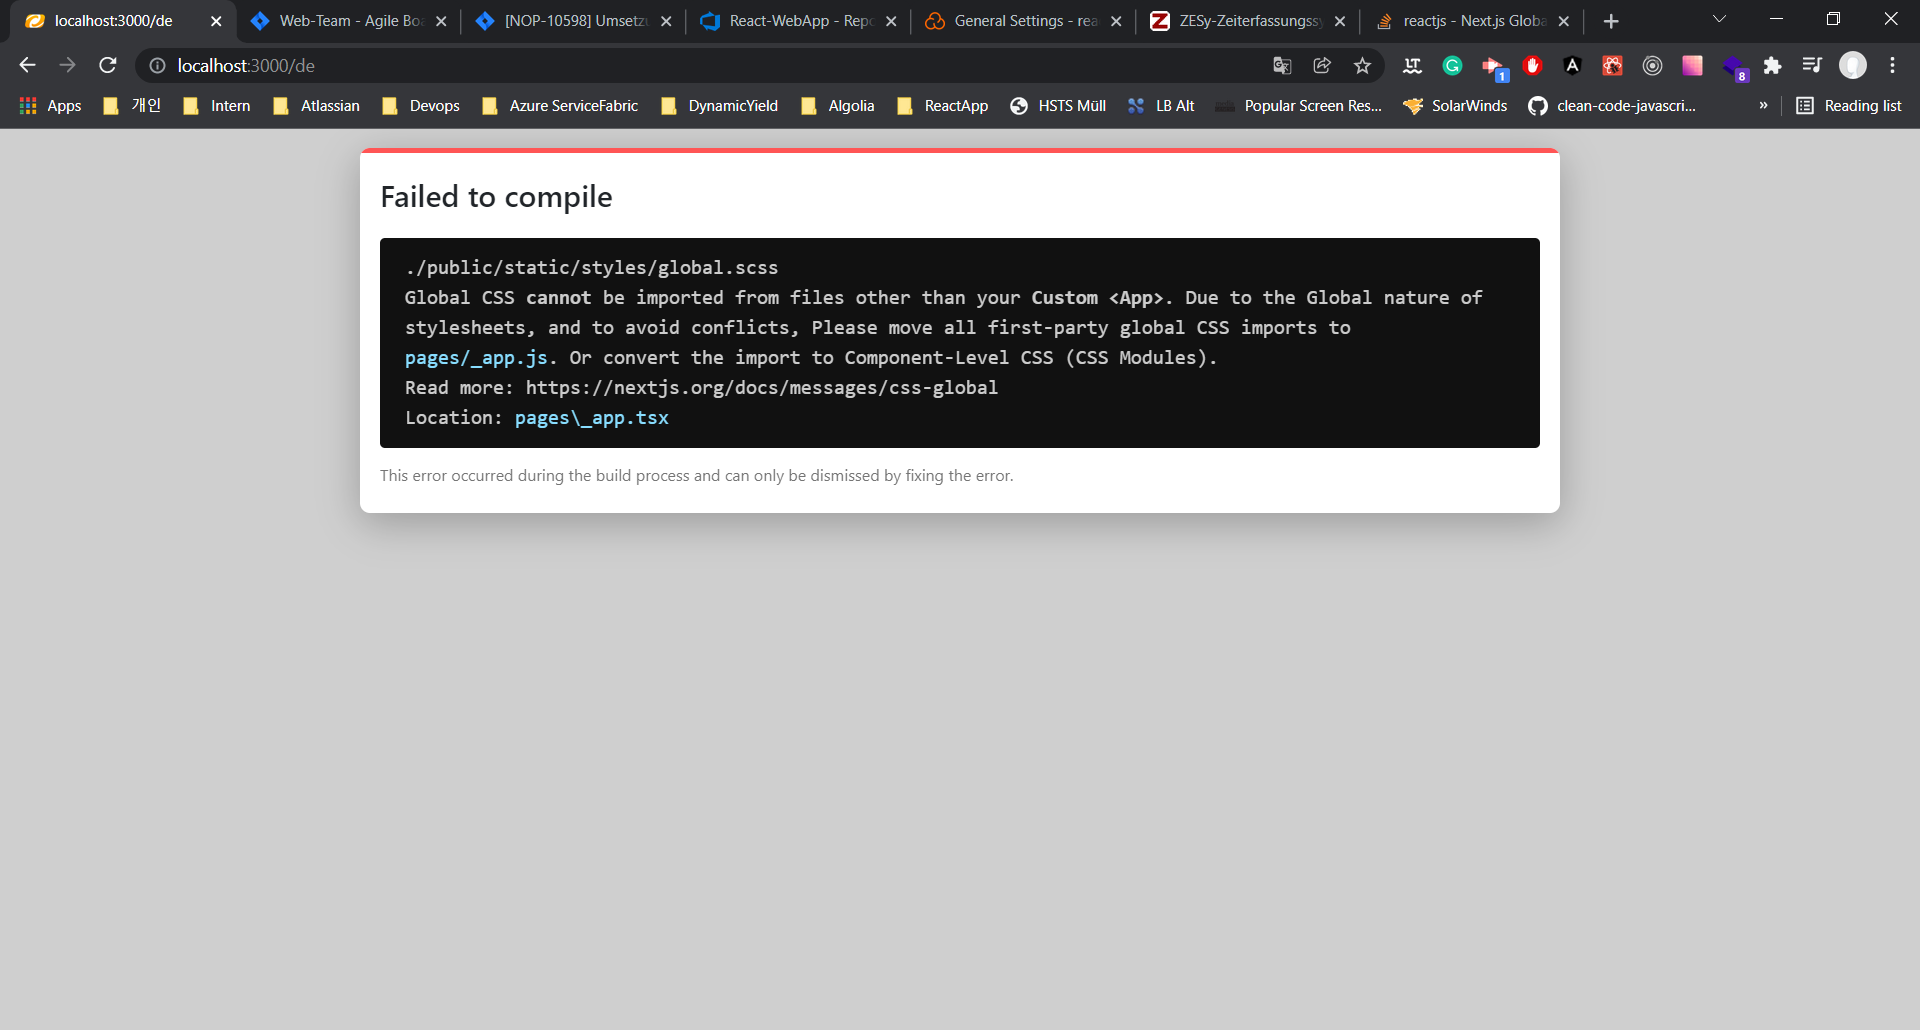 localhost:3000/de
Web-Team - Agile Boa
[NOP-10598] Umsetzu
React-WebApp - Repo
General Settings - rea
ZESy-Zeiterfassungssy
reactjs - Next.js Globa
localhost:3000/de
1
8
Apps
개인
Intern
Atlassian
Devops
Azure ServiceFabric
DynamicYield
Algolia
ReactApp
HSTS Müll
LB Alt
Popular Screen Res...
SolarWinds
clean-code-javascri...
»
Reading list
Failed to compile
./public/static/styles/global.scss
Global CSS cannot be imported from files other than your Custom <App>. Due to the Global nature of
stylesheets, and to avoid conflicts, Please move all first-party global CSS imports to
pages/_app.js. Or convert the import to Component-Level CSS (CSS Modules).
Read more: https://nextjs.org/docs/messages/css-global
Location: pages\_app.tsx
This error occurred during the build process and can only be dismissed by fixing the error.